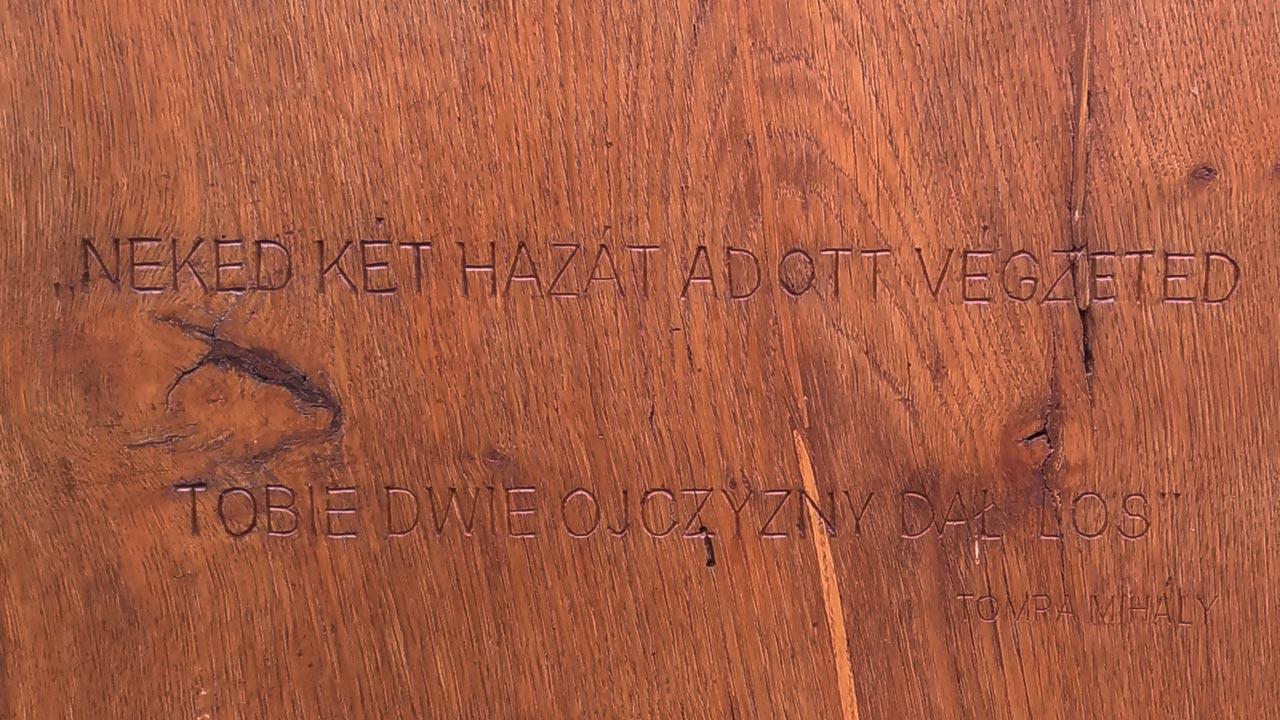 „NEKED KÉT HAZÁT ADOTT VÉGZETED
TOBIE DWIE OJCZYZNY DAŁ LOS”
TOMPA MIHÁLY